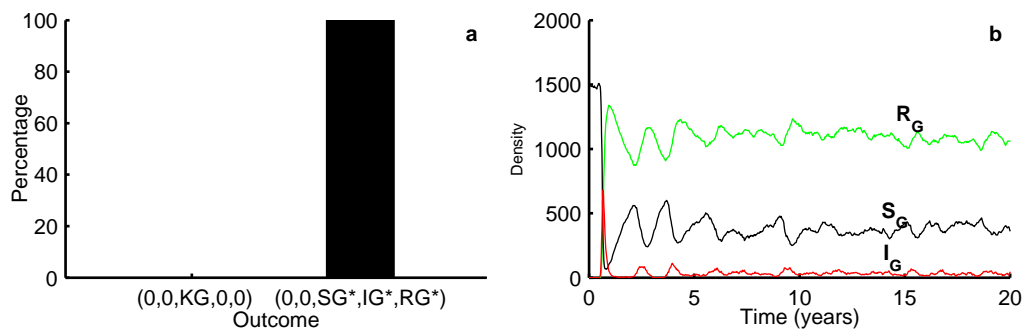 100
80
60
40
20
0
Percentage
a
(0,0,KG,0,0)
(0,0,SG*,IG*,RG*)
Outcome
2000
1500
1000
500
0
Density
b
R_G
S_G
I_G
0
5
10
15
20
Time (years)